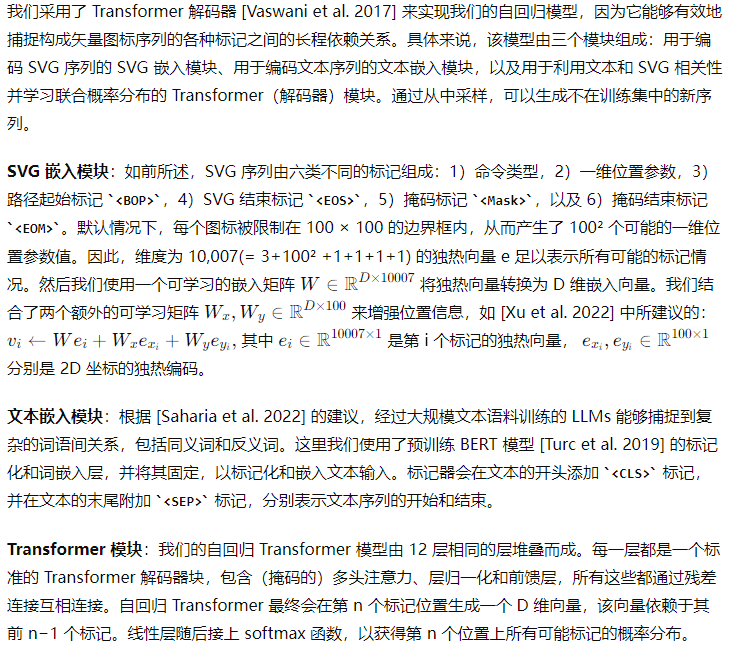 我们采用了 Transformer 解码器 [Vaswani et al. 2017] 来实现我们的自回归模型，因为它能够有效地
捕捉构成矢量图标序列的各种标记之间的长程依赖关系。具体来说，该模型由三个模块组成：用于编
码 SVG 序列的 SVG 嵌入模块、用于编码文本序列的文本嵌入模块，以及用于利用文本和 SVG 相关性
并学习联合概率分布的 Transformer（解码器）模块。通过从中采样，可以生成不在训练集中的新序
列。
SVG 嵌入模块：如前所述，SVG 序列由六类不同的标记组成：1）命令类型，2）一维位置参数，3）
路径起始标记 `<BOP>`，4）SVG 结束标记 `<EOS>`，5）掩码标记 `<Mask>`，以及 6）掩码结束标记
`<EOM>`。默认情况下，每个图标被限制在 100 × 100 的边界框内，从而产生了 100² 个可能的一维位
置参数值。因此，维度为 10,007(= 3+100² +1+1+1+1) 的独热向量 e 足以表示所有可能的标记情
况。然后我们使用一个可学习的嵌入矩阵 $W \in \mathbb{R}^{D \times 10007}$ 将独热向量转换为 D 维嵌入向量。我们结
合了两个额外的可学习矩阵 $W_x, W_y \in \mathbb{R}^{D \times 100}$ 来增强位置信息，如 [Xu et al. 2022] 中所建议的：
$v_i \leftarrow We_i + W_x e_{x_i} + W_y e_{y_i},$ 其中 $e_i \in \mathbb{R}^{10007 \times 1}$ 是第 i 个标记的独热向量， $e_{x_i}, e_{y_i} \in \mathbb{R}^{100 \times 1}$
分别是 2D 坐标的独热编码。
文本嵌入模块：根据 [Saharia et al. 2022] 的建议，经过大规模文本语料训练的 LLMs 能够捕捉到复
杂的词语间关系，包括同义词和反义词。这里我们使用了预训练 BERT 模型 [Turc et al. 2019] 的标记
化和词嵌入层，并将其固定，以标记化和嵌入文本输入。标记器会在文本的开头添加 `<CLS>` 标记，
并在文本的末尾附加 `<SEP>` 标记，分别表示文本序列的开始和结束。
Transformer 模块：我们的自回归 Transformer 模型由 12 层相同的层堆叠而成。每一层都是一个标
准的 Transformer 解码器块，包含（掩码的）多头注意力、层归一化和前馈层，所有这些都通过残差
连接互相连接。自回归 Transformer 最终会在第 n 个标记位置生成一个 D 维向量，该向量依赖于其
前 n−1 个标记。线性层随后接上 softmax 函数，以获得第 n 个位置上所有可能标记的概率分布。